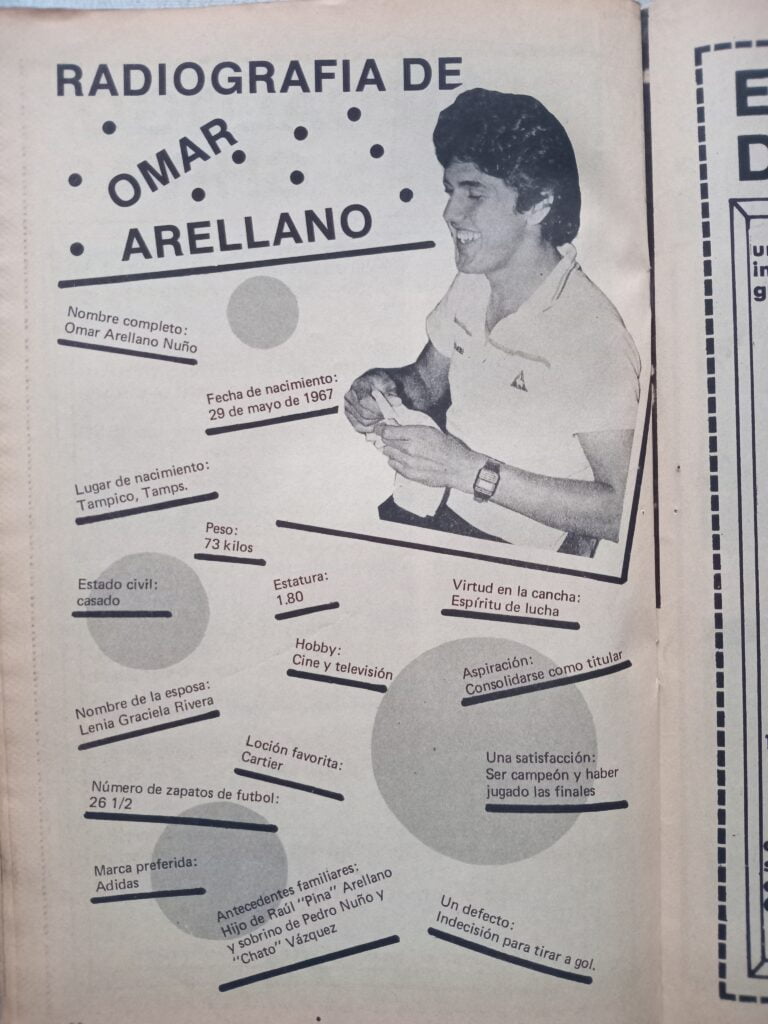 RADIOGRAFIA DE
OMAR
ARELLANO
Nombre completo:
Omar Arellano Nuño
Fecha de nacimiento:
29 de mayo de 1967
Lugar de nacimiento:
Tampico, Tamps.
Peso:
73 kilos
Estado civil:
casado
Estatura:
1.80
Virtud en la cancha:
Espíritu de lucha
Hobby:
Cine y televisión
Aspiración:
Consolidarse como titular
Nombre de la esposa:
Lenia Graciela Rivera
Loción favorita:
Cartier
Una satisfacción:
Ser campeón y haber
jugado las finales
Número de zapatos de futbol:
26 1/2
Marca preferida:
Adidas
Antecedentes familiares:
Hijo de Raúl "Pina" Arellano
y sobrino de Pedro Nuño y
"Chato" Vázquez
Un defecto:
Indecisión para tirar a gol.
E
D